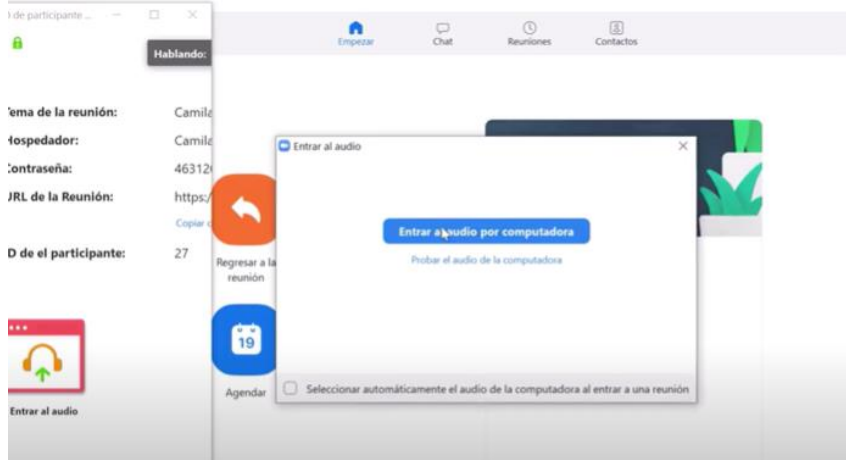 de participante ...
Hablando:
Empezar
Chat
Reuniones
Contactos
Tema de la reunión:
Camila
Hospedador:
Camila
Contraseña:
46312
URL de la Reunión:
https:/
Copiar
ID de el participante:
27
Entrar al audio
Regresar a la
reunión
19
Agendar
Entrar al audio
Entrar al audio por computadora
Probar el audio de la computadora
Seleccionar automáticamente el audio de la computadora al entrar a una reunión